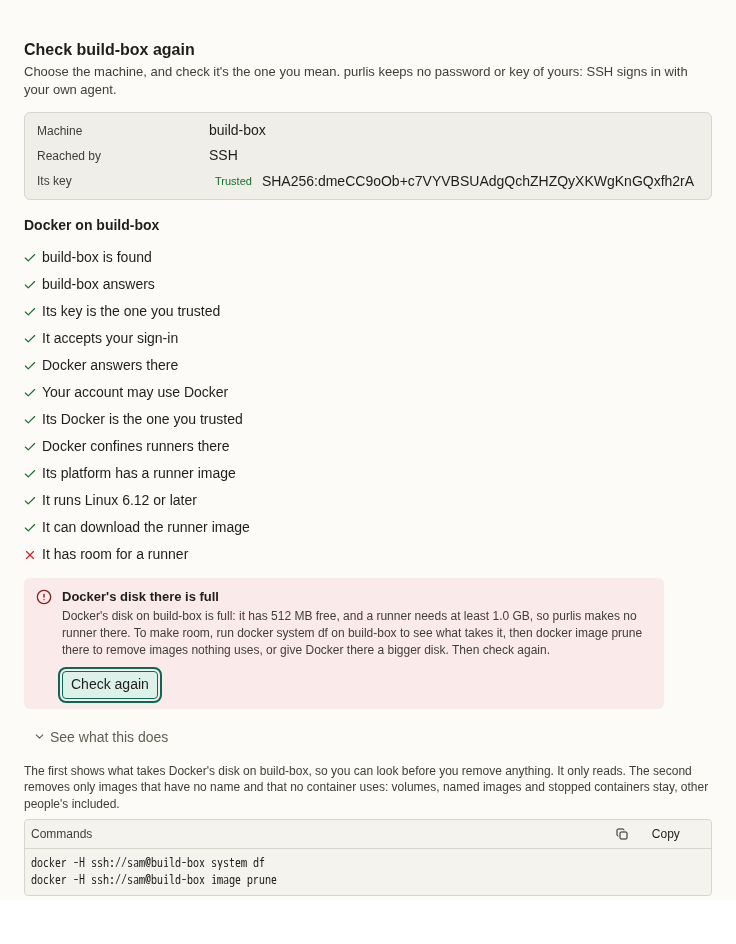 Check build-box again
Choose the machine, and check it's the one you mean. purlis keeps no password or key of yours: SSH signs in with
your own agent.
Machine build-box
Reached by SSH
Its key Trusted SHA256:dmeCC9oOb+c7VYVBSUAdgQchZHZQyXKWgKnGQxfh2rA
Docker on build-box
build-box is found
build-box answers
Its key is the one you trusted
It accepts your sign-in
Docker answers there
Your account may use Docker
Its Docker is the one you trusted
Docker confines runners there
Its platform has a runner image
It runs Linux 6.12 or later
It can download the runner image
It has room for a runner
Docker's disk there is full
Docker's disk on build-box is full: it has 512 MB free, and a runner needs at least 1.0 GB, so purlis makes no
runner there. To make room, run docker system df on build-box to see what takes it, then docker image prune
there to remove images nothing uses, or give Docker there a bigger disk. Then check again.
Check again
See what this does
The first shows what takes Docker's disk on build-box, so you can look before you remove anything. It only reads. The second
removes only images that have no name and that no container uses: volumes, named images and stopped containers stay, other
people's included.
Commands Copy
docker -H ssh://sam@build-box system df
docker -H ssh://sam@build-box image prune